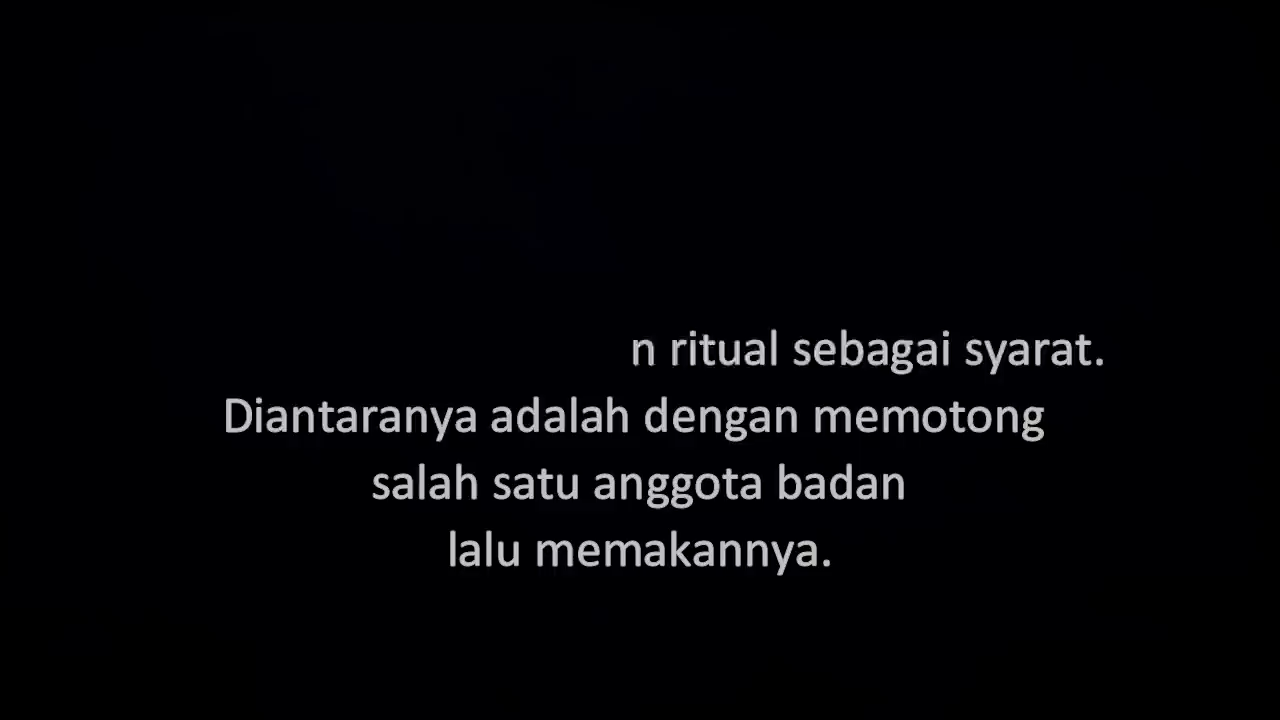 n ritual sebagai syarat.
Diantaranya adalah dengan memotong
salah satu anggota badan
lalu memakannya.